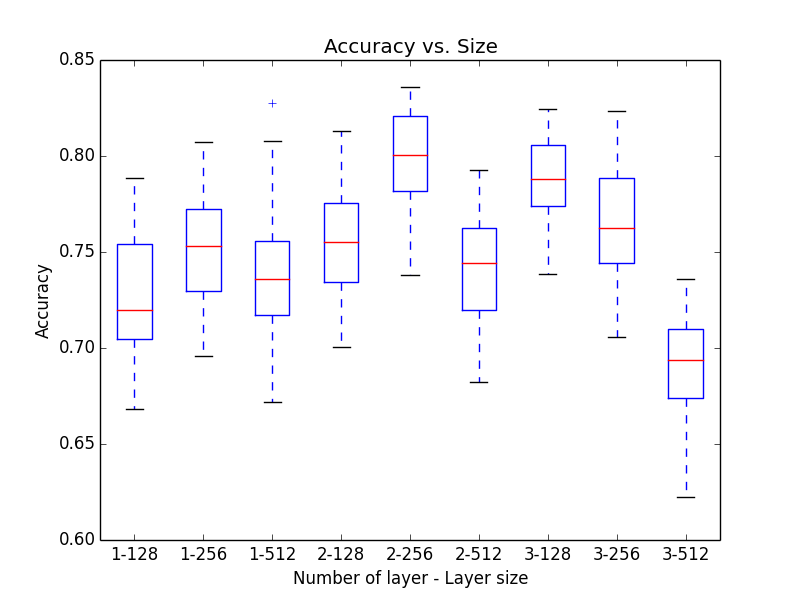 Accuracy vs. Size
0.85
0.80
0.75
0.70
0.65
0.60
Accuracy
1-128 1-256 1-512 2-128 2-256 2-512 3-128 3-256 3-512
Number of layer - Layer size